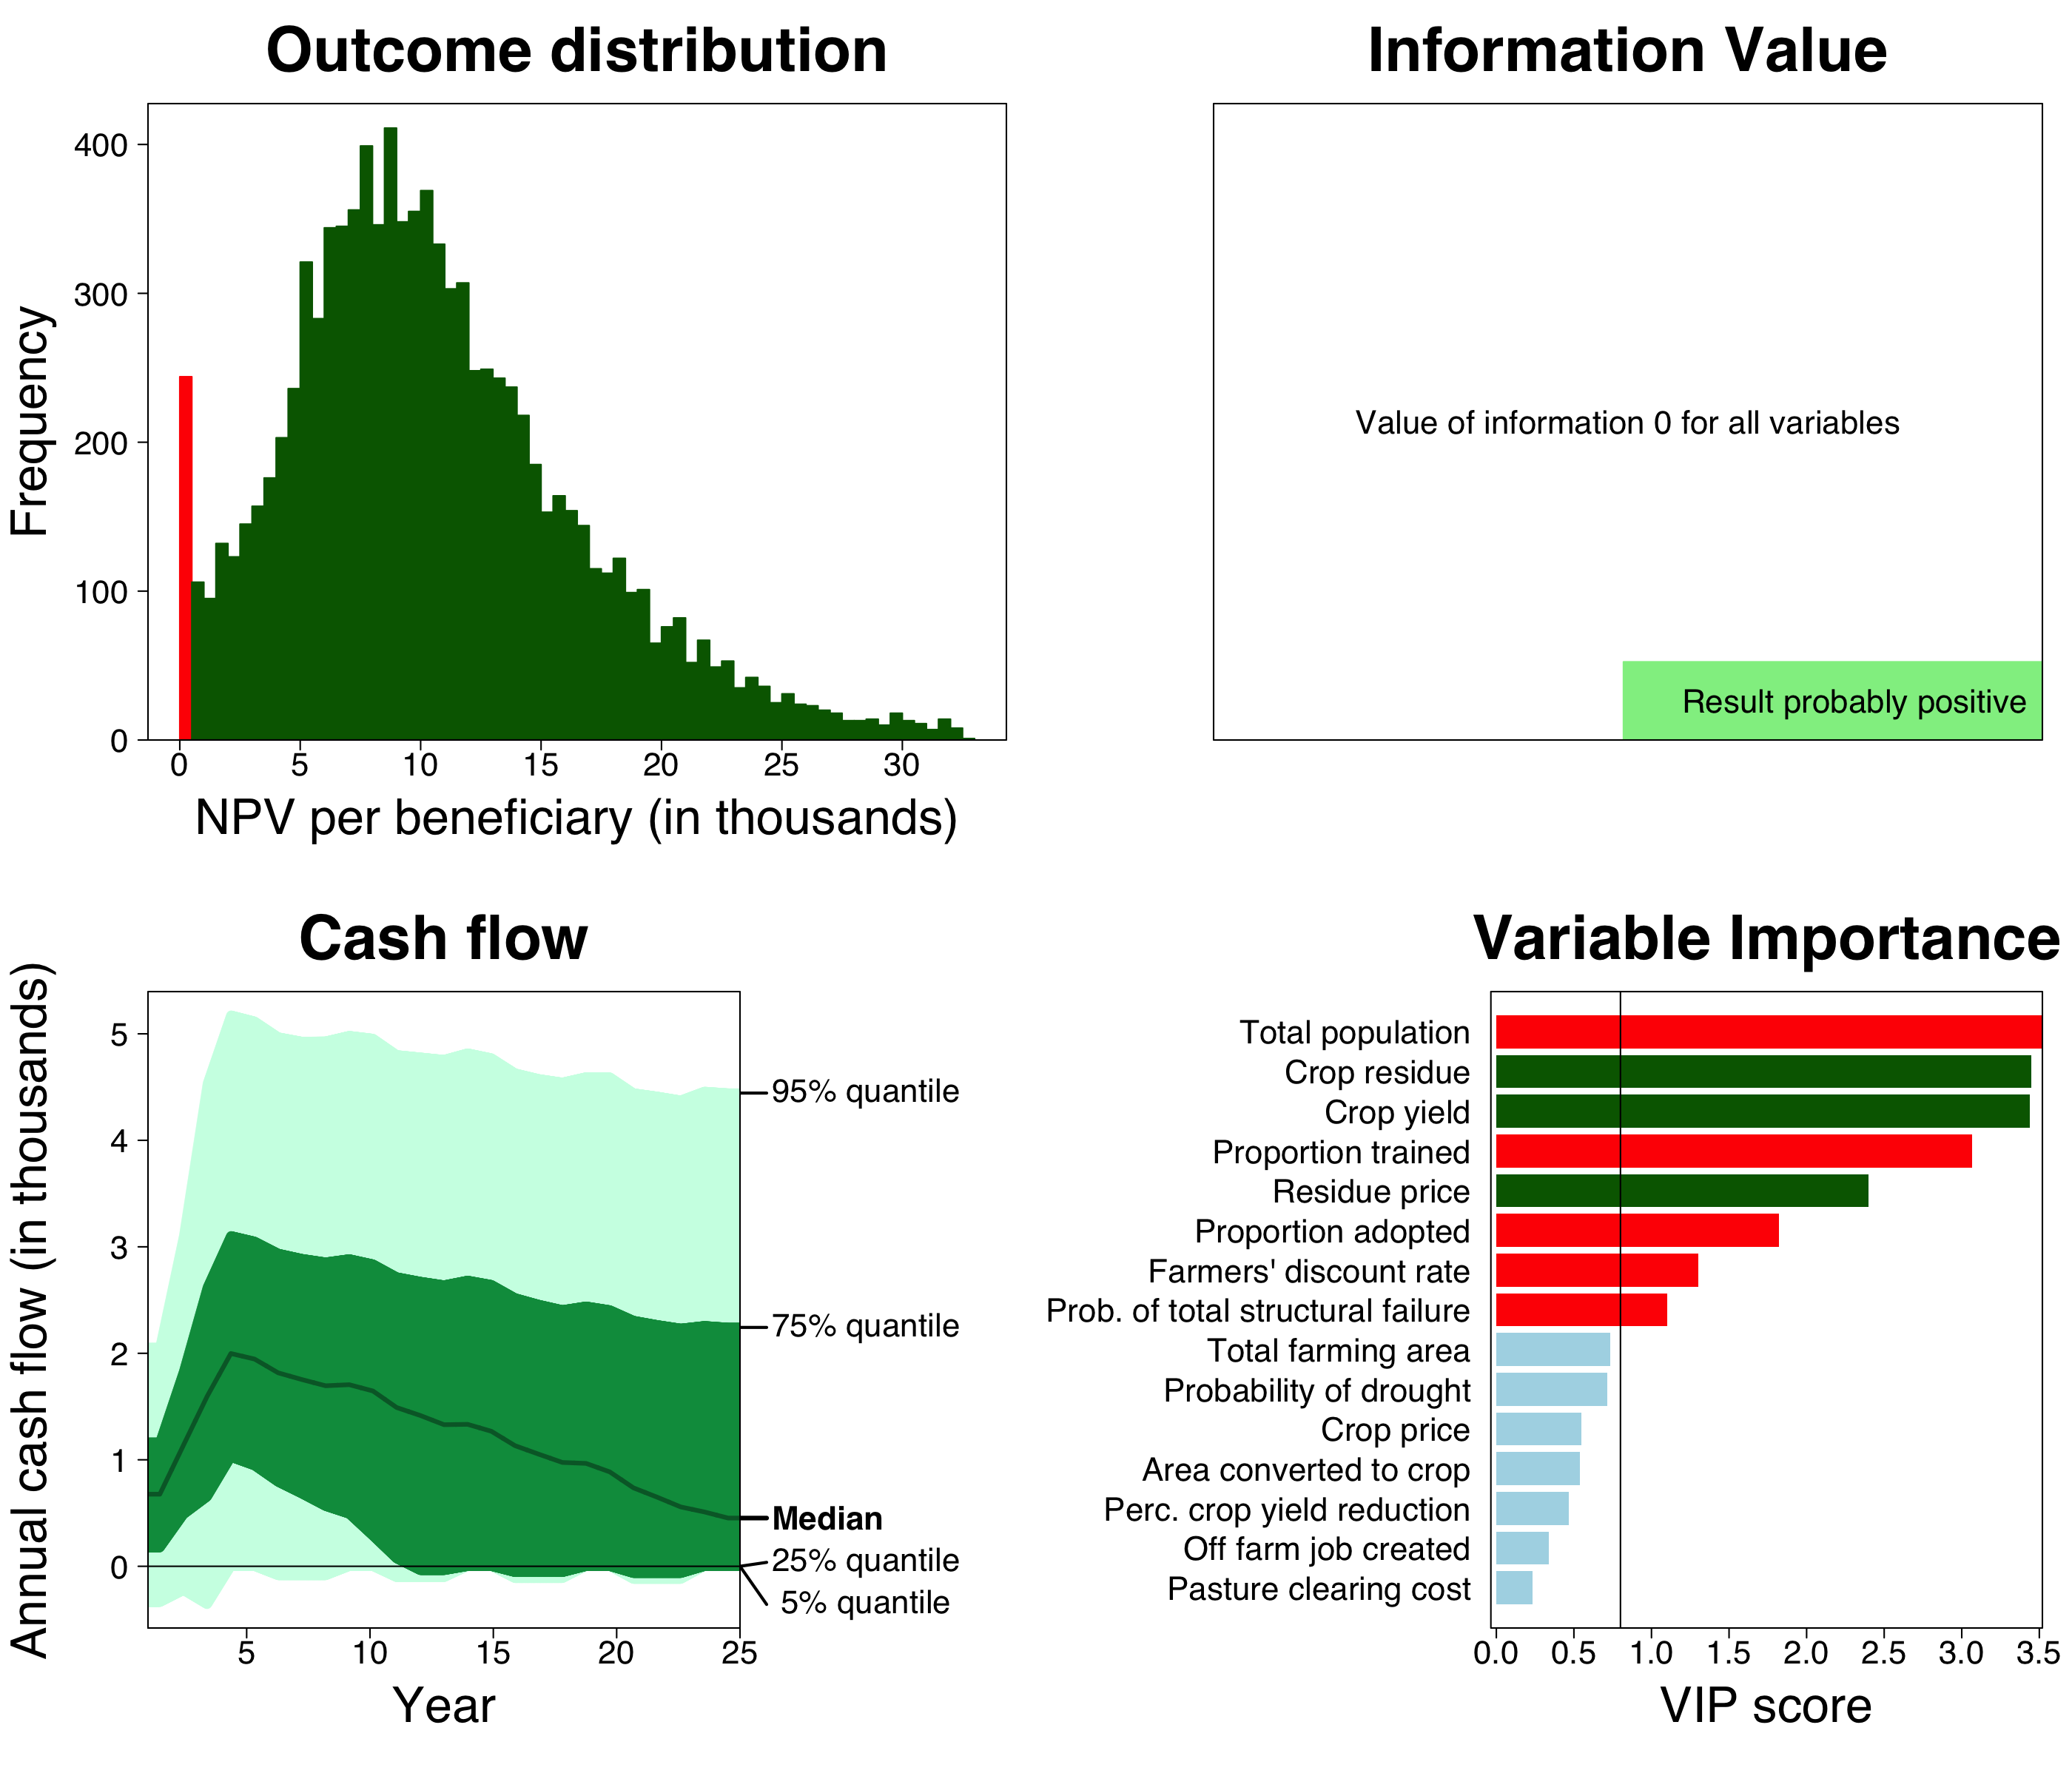 Outcome distribution
400
300
200
100
0
Frequency
0 5 10 15 20 25 30
NPV per beneficiary (in thousands)
Information Value
Value of information 0 for all variables
Result probably positive
Cash flow
Annual cash flow (in thousands)
5
4
3
2
1
0
95% quantile
75% quantile
Median
25% quantile
5% quantile
5 10 15 20 25
Year
Variable Importance
Total population
Crop residue
Crop yield
Proportion trained
Residue price
Proportion adopted
Farmers' discount rate
Prob. of total structural failure
Total farming area
Probability of drought
Crop price
Area converted to crop
Perc. crop yield reduction
Off farm job created
Pasture clearing cost
0.0 0.5 1.0 1.5 2.0 2.5 3.0 3.5
VIP score